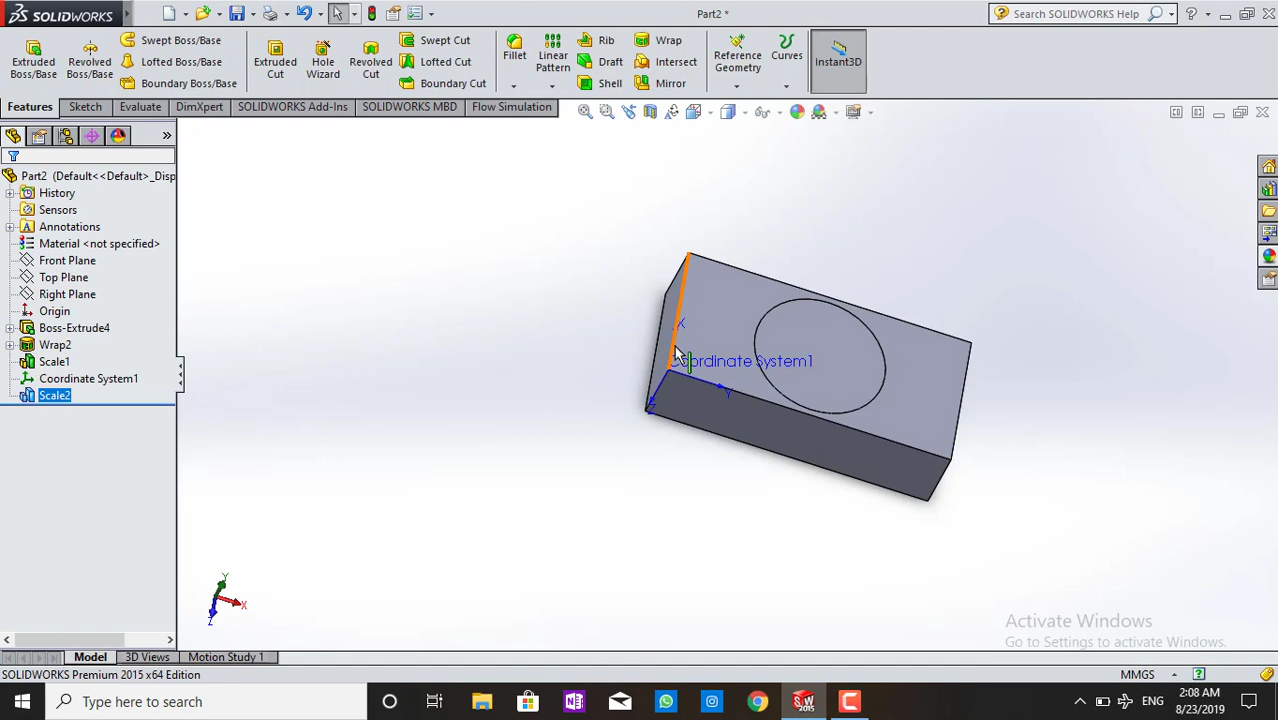 SOLIDWORKS
Part2 *
Search SOLIDWORKS Help
Extruded Boss/Base
Revolved Boss/Base
Swept Boss/Base
Lofted Boss/Base
Boundary Boss/Base
Extruded Cut
Hole Wizard
Revolved Cut
Swept Cut
Lofted Cut
Boundary Cut
Fillet
Linear Pattern
Rib
Draft
Shell
Wrap
Intersect
Mirror
Reference Geometry
Curves
Instant3D
Features
Sketch
Evaluate
DimXpert
SOLIDWORKS Add-Ins
SOLIDWORKS MBD
Flow Simulation
Part2 (Default<<Default>_Disp
History
Sensors
Annotations
Material <not specified>
Front Plane
Top Plane
Right Plane
Origin
Boss-Extrude4
Wrap2
Scale1
Coordinate System1
Scale2
X
Coordinate System1
Y
Z
Y
X
Z
Activate Windows
Go to Settings to activate Windows.
Model
3D Views
Motion Study 1
SOLIDWORKS Premium 2015 x64 Edition
MMGS
Type here to search
SW
2015
ENG
2:08 AM
8/23/2019